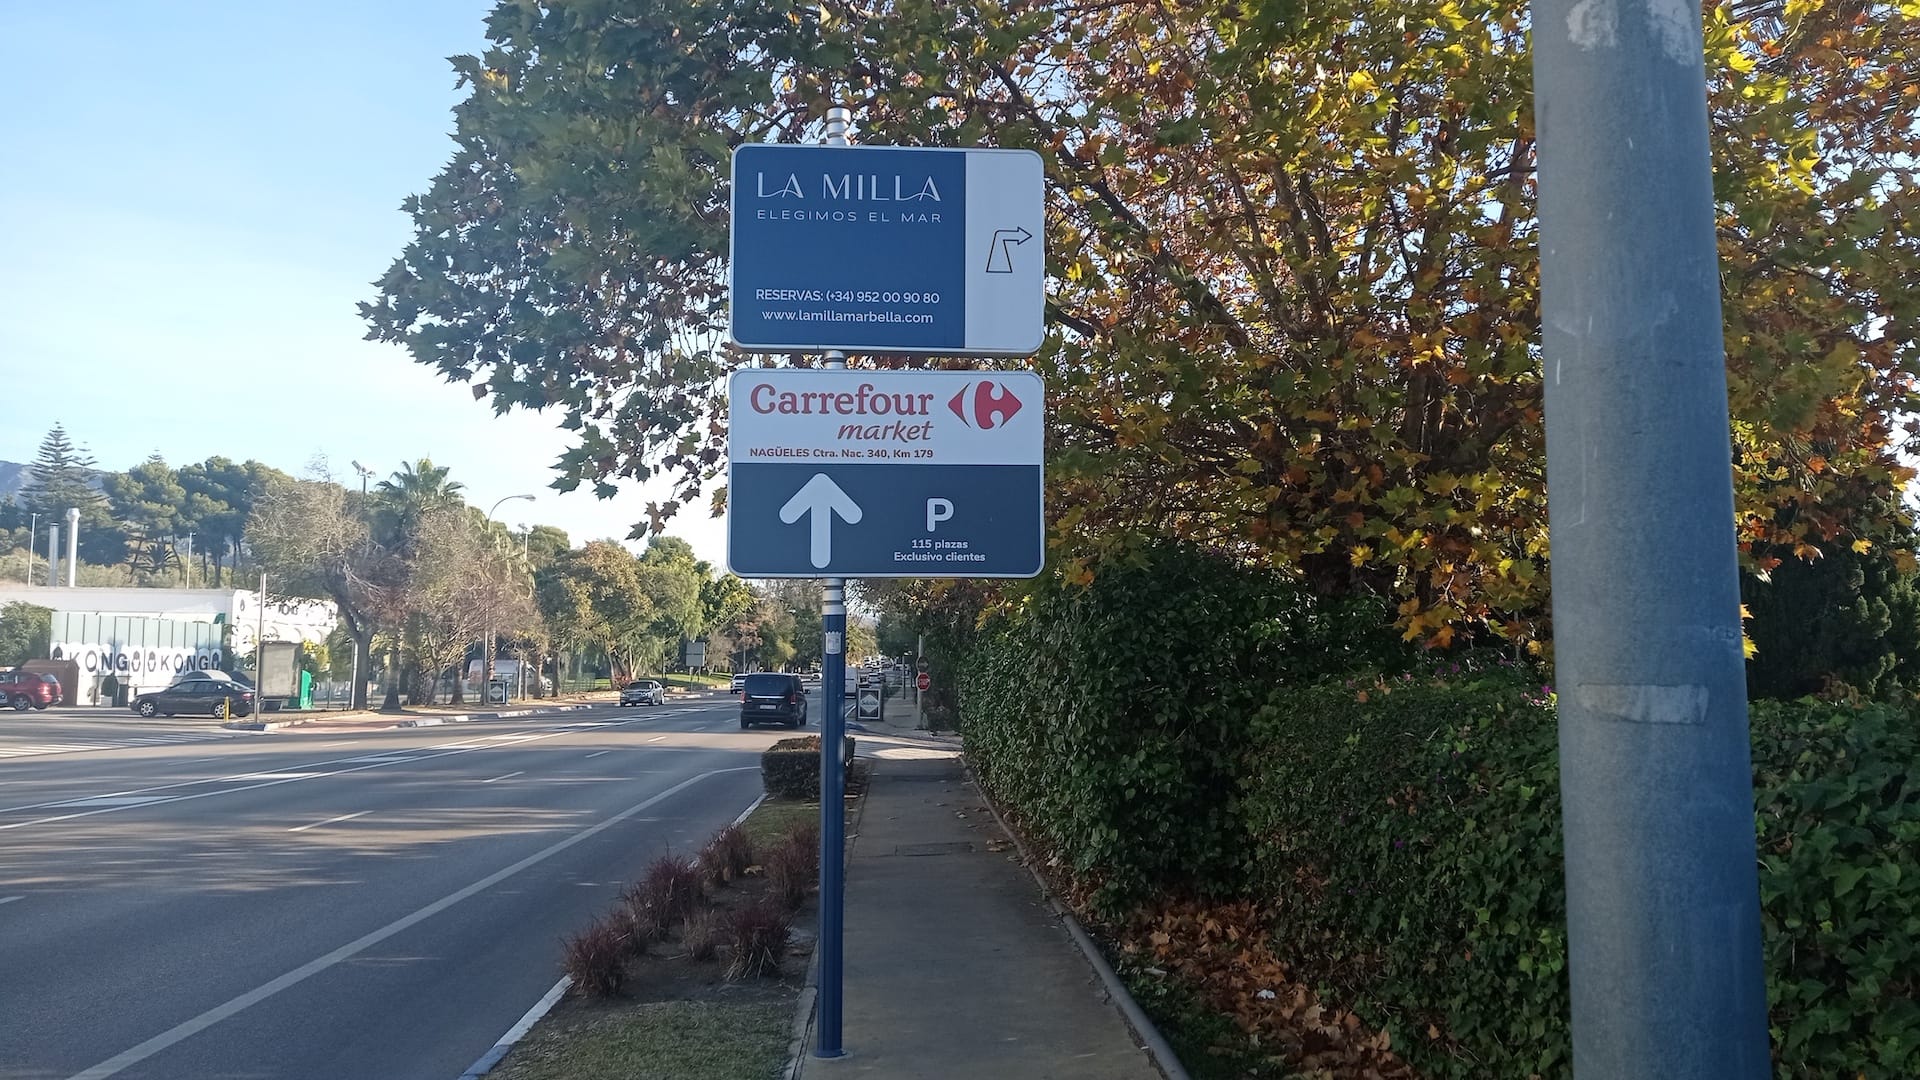 LA MILLA
ELEGIMOS EL MAR
RESERVAS: (+34) 952 00 90 80
www.lamillamarbella.com
Carrefour
market
NAGÜELES Ctra. Nac. 340, Km 179
P
115 plazas
Exclusivo clientes
KONG KONG